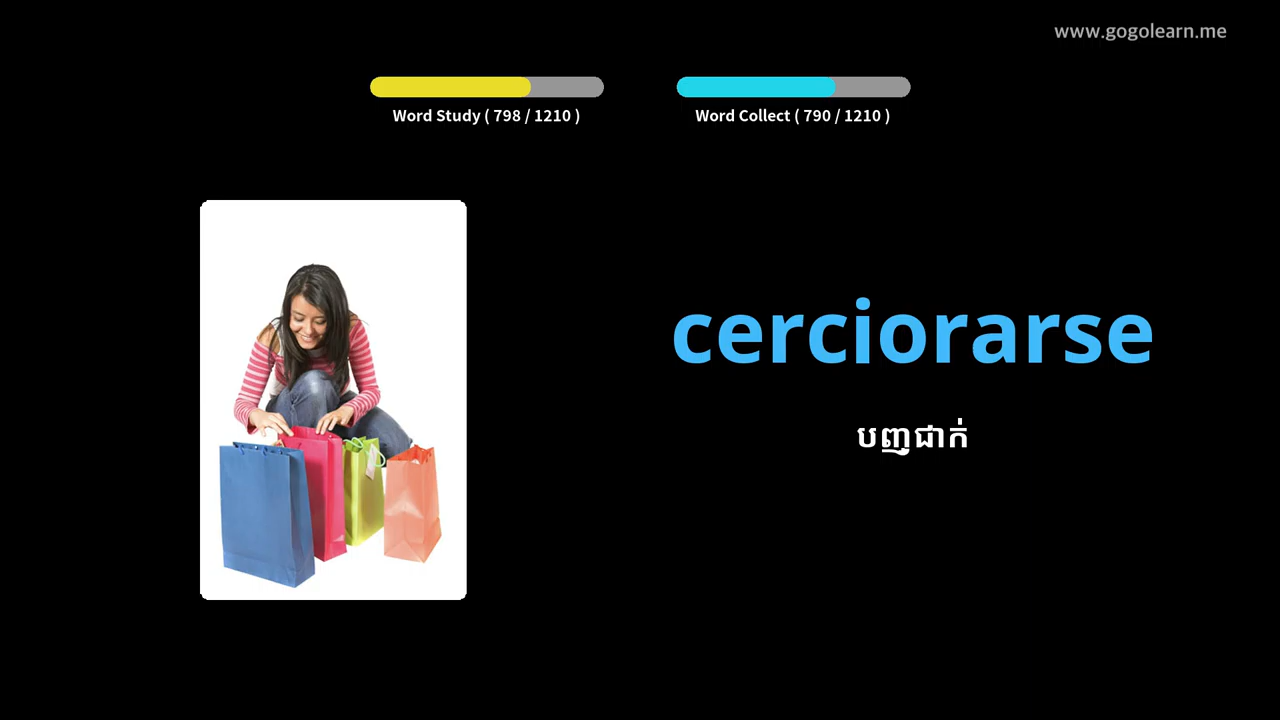 www.gogolearn.me
Word Study ( 798 / 1210 )
Word Collect ( 790 / 1210 )
cerciorarse
បញ្ជាក់